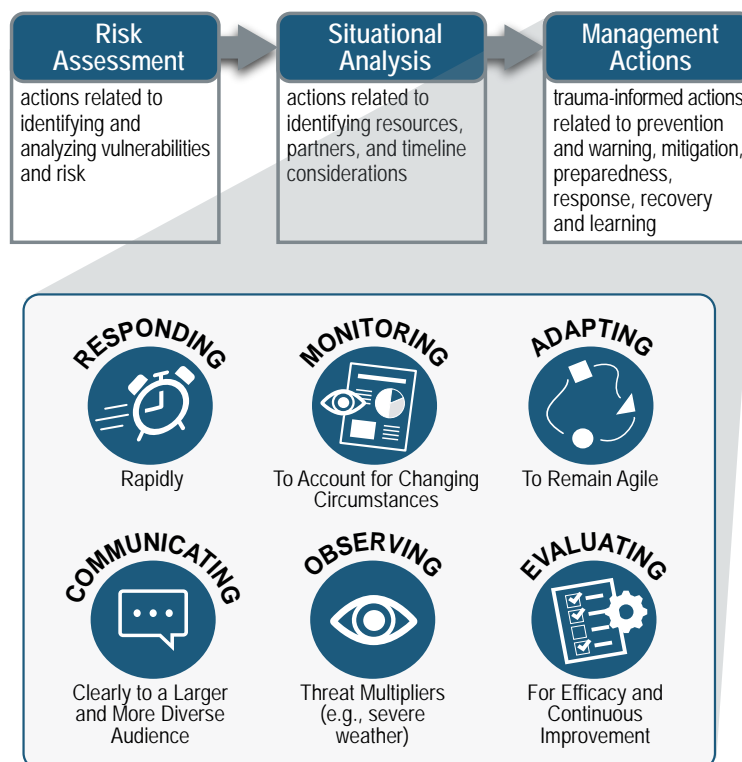 Risk
Assessment
actions related to
identifying and
analyzing vulnerabilities
and risk
Situational
Analysis
actions related to
identifying resources,
partners, and timeline
considerations
Management
Actions
trauma-informed actions
related to prevention
and warning, mitigation,
preparedness,
response, recovery
and learning
RESPONDING
Rapidly
MONITORING
To Account for Changing
Circumstances
ADAPTING
To Remain Agile
COMMUNICATING
Clearly to a Larger
and More Diverse
Audience
OBSERVING
Threat Multipliers
(e.g., severe
weather)
EVALUATING
For Efficacy and
Continuous
Improvement